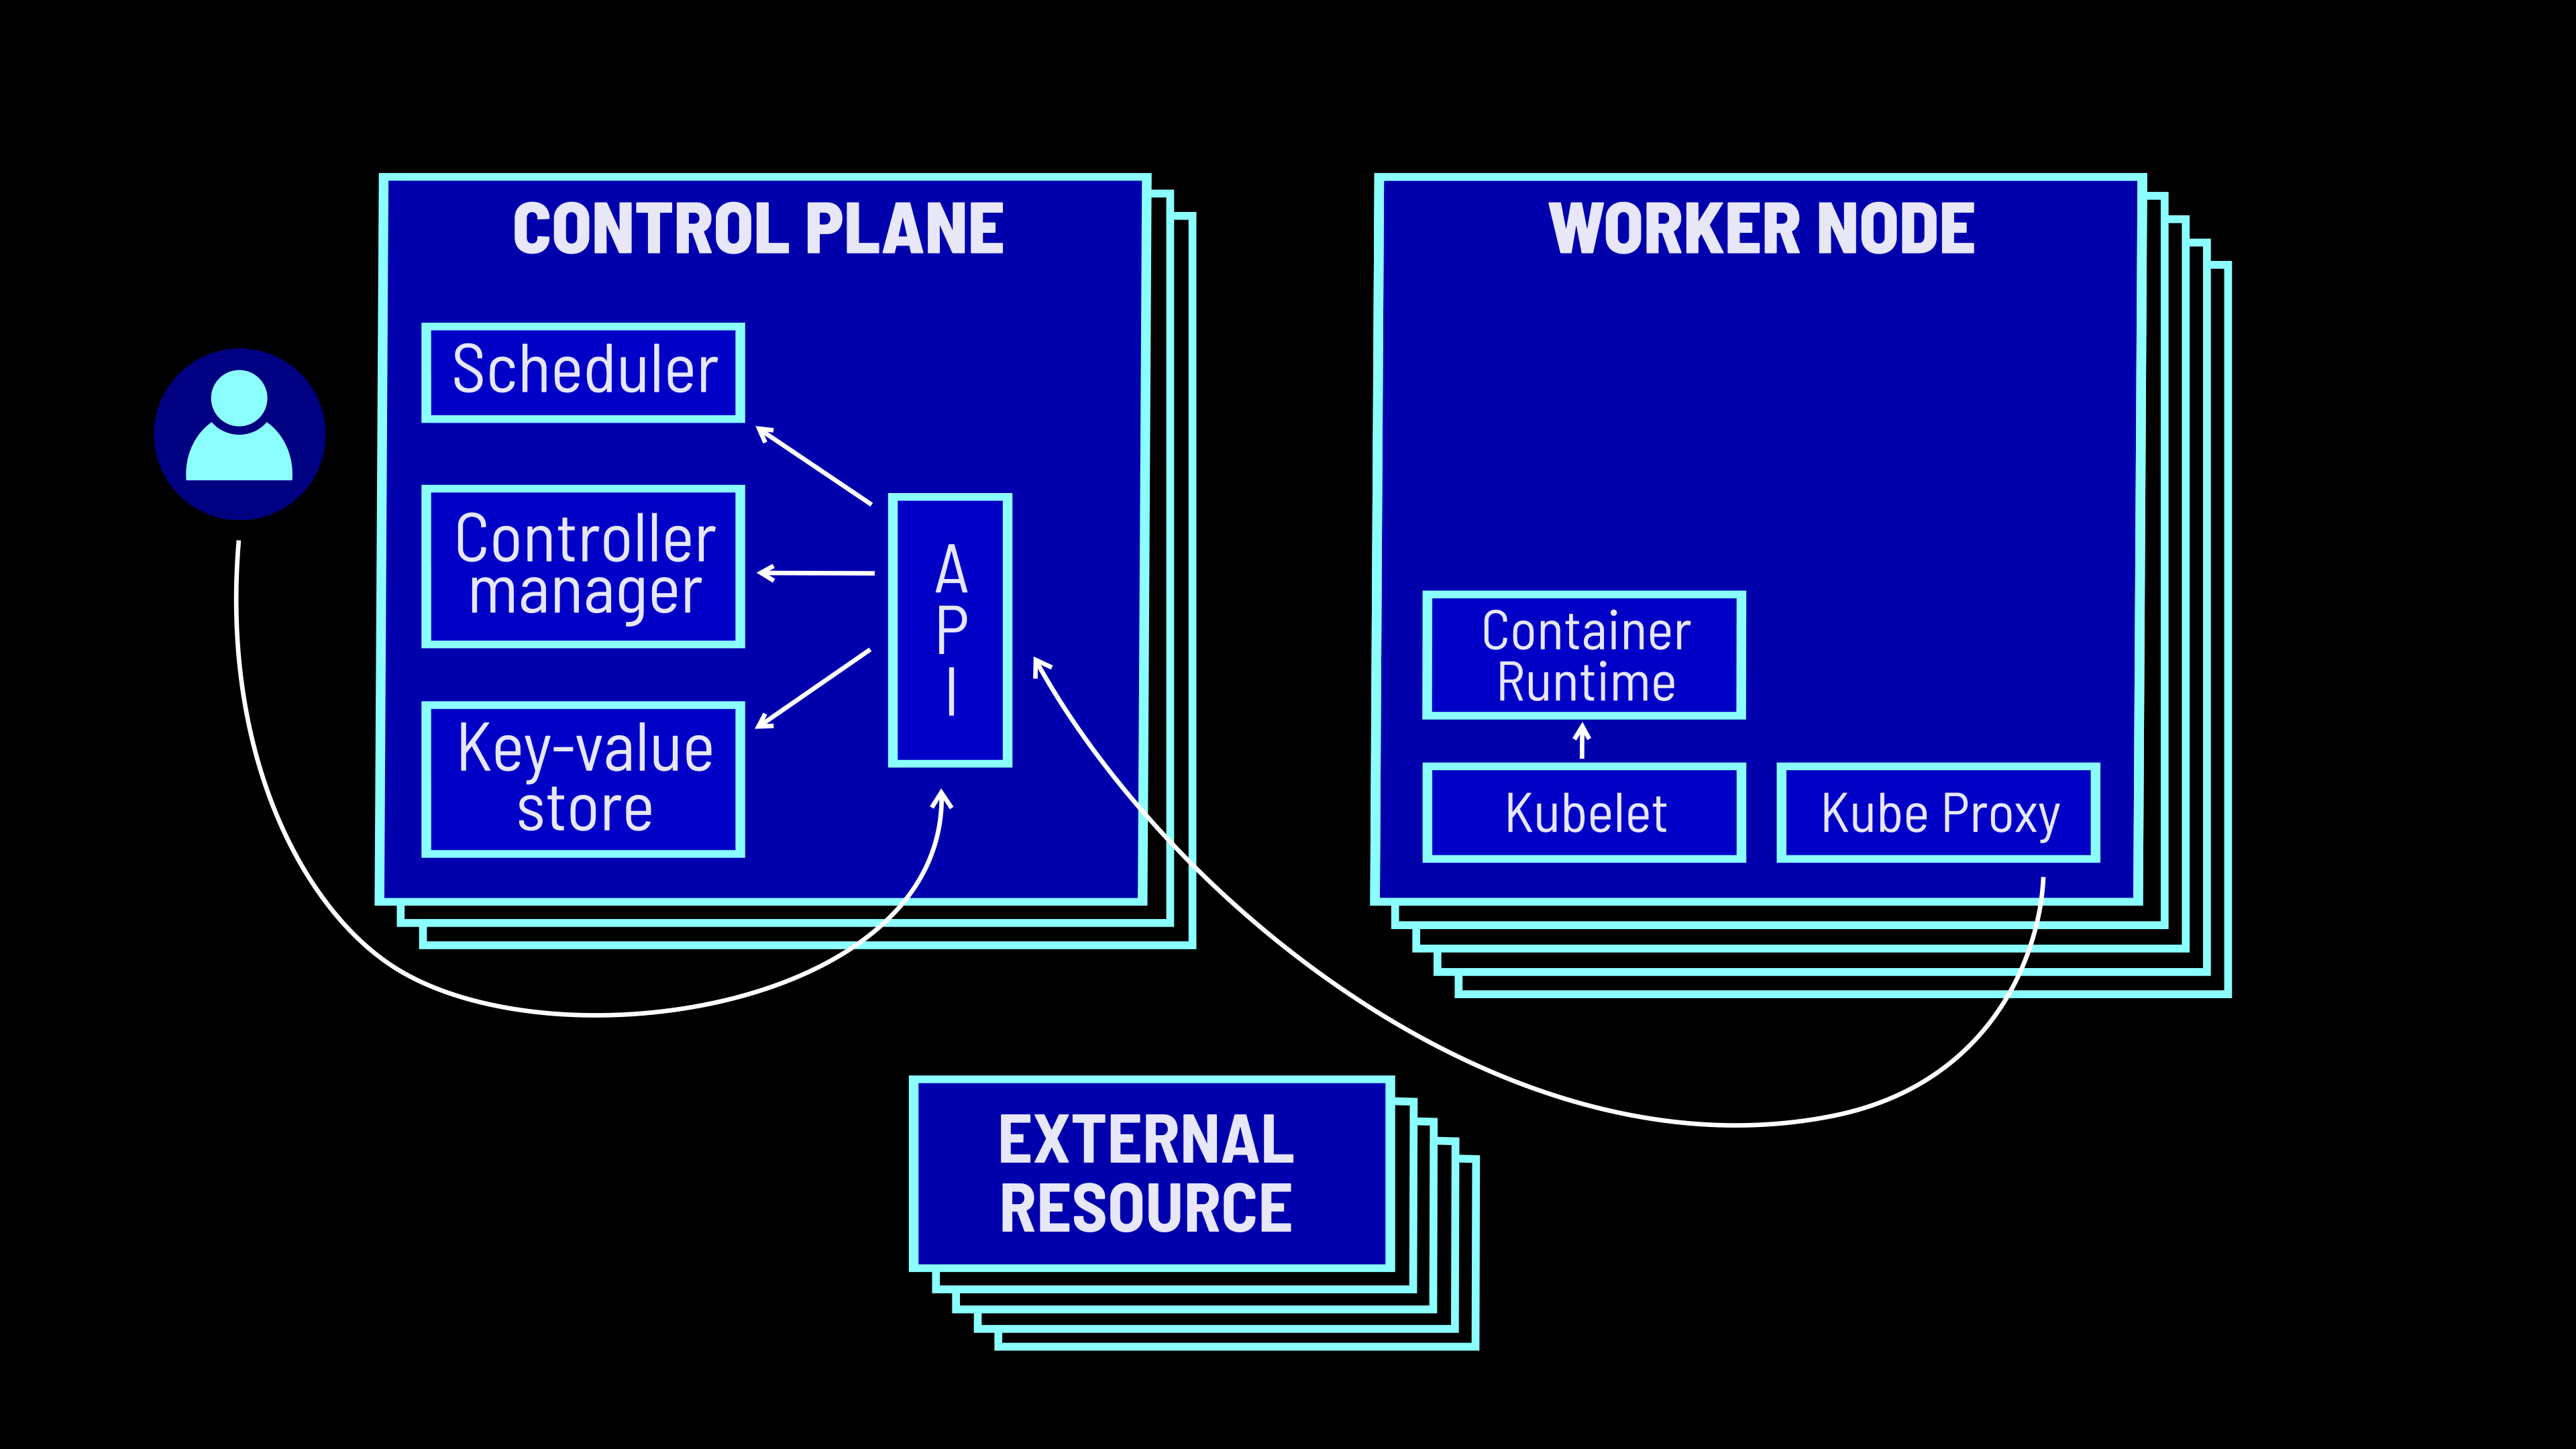 CONTROL PLANE
Scheduler
Controller
manager
Key-value
store
A
P
I
WORKER NODE
Container
Runtime
Kubelet
Kube Proxy
EXTERNAL
RESOURCE